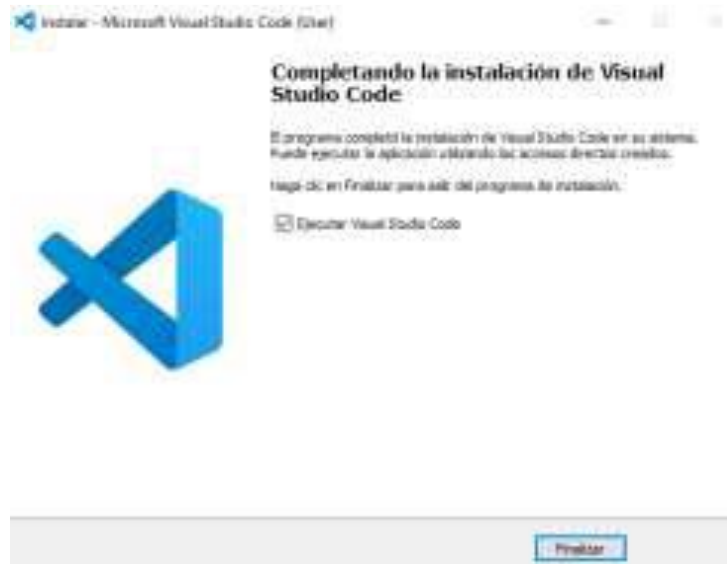 Instalar - Microsoft Visual Studio Code (User)
Completando la instalación de Visual
Studio Code
El programa completó la instalación de Visual Studio Code en su sistema.
Puede ejecutar la aplicación utilizando los accesos directos creados.
Haga clic en Finalizar para salir del programa de instalación.
Ejecutar Visual Studio Code
Finalizar